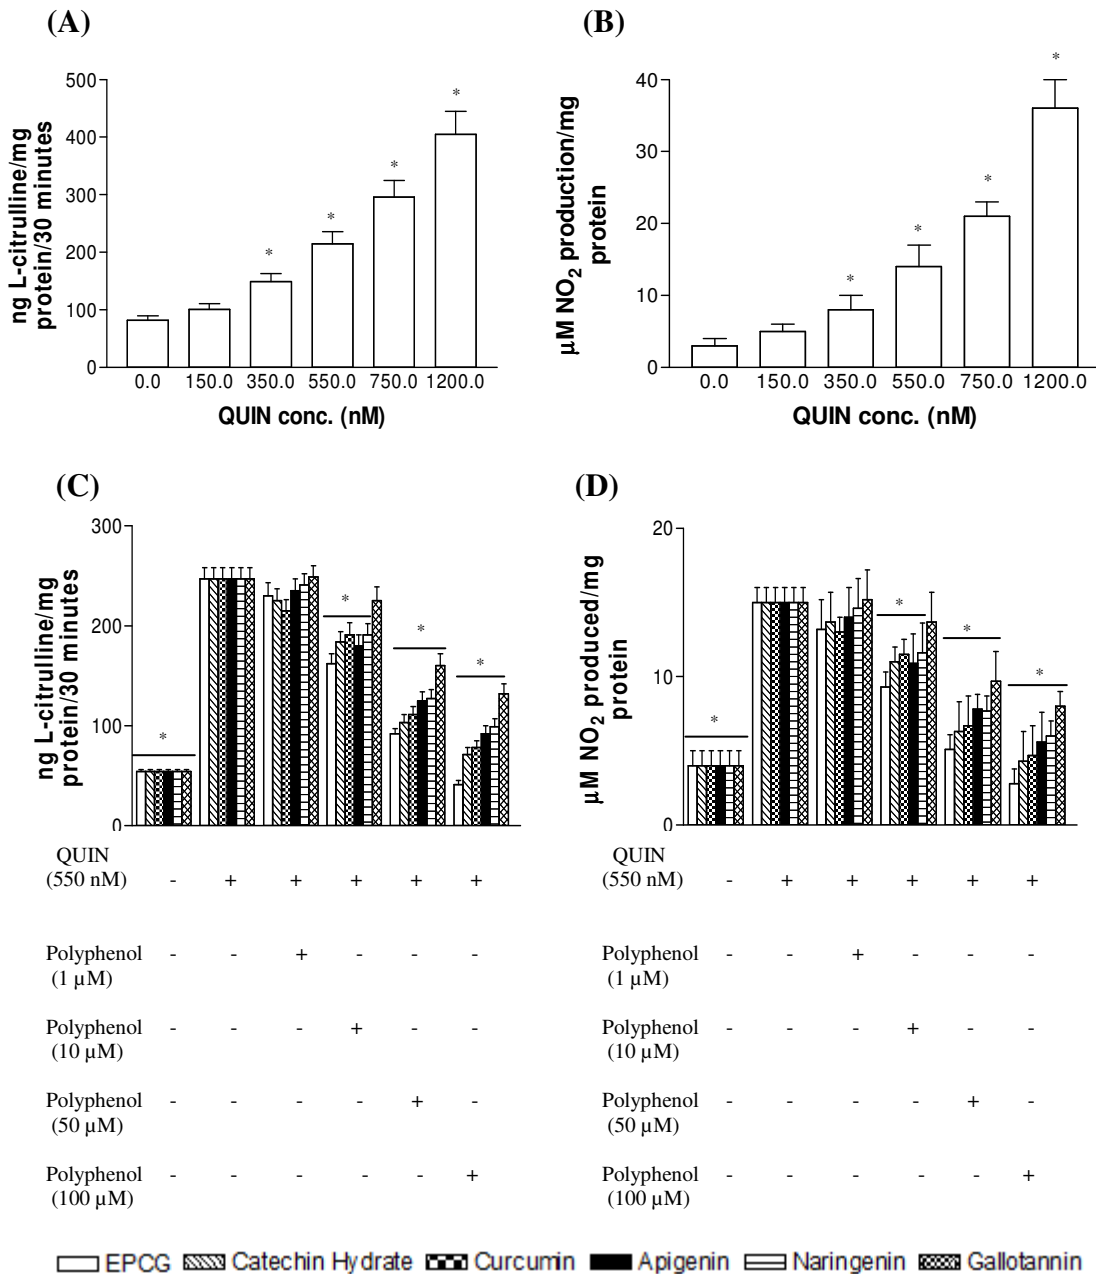 (A)
(B)
500
400
300
200
100
0
ng L-citrulline/mg
protein/30 minutes
*
*
*
*
0.0 150.0 350.0 550.0 750.0 1200.0
QUIN conc. (nM)
40
30
20
10
0
µM NO2 production/mg
protein
*
*
*
*
0.0 150.0 350.0 550.0 750.0 1200.0
QUIN conc. (nM)
(C)
(D)
300
200
100
0
ng L-citrulline/mg
protein/30 minutes
*
*
*
*
20
10
0
µM NO2 produced/mg
protein
*
*
*
*
QUIN
(550 nM) - + + + + +
Polyphenol - - + - - -
(1 µM)
Polyphenol - - - + - -
(10 µM)
Polyphenol - - - - + -
(50 µM)
Polyphenol - - - - - +
(100 µM)
QUIN
(550 nM) - + + + + +
Polyphenol - - + - - -
(1 µM)
Polyphenol - - - + - -
(10 µM)
Polyphenol - - - - + -
(50 µM)
Polyphenol - - - - - +
(100 µM)
EPCG Catechin Hydrate Curcumin Apigenin Naringenin Gallotannin